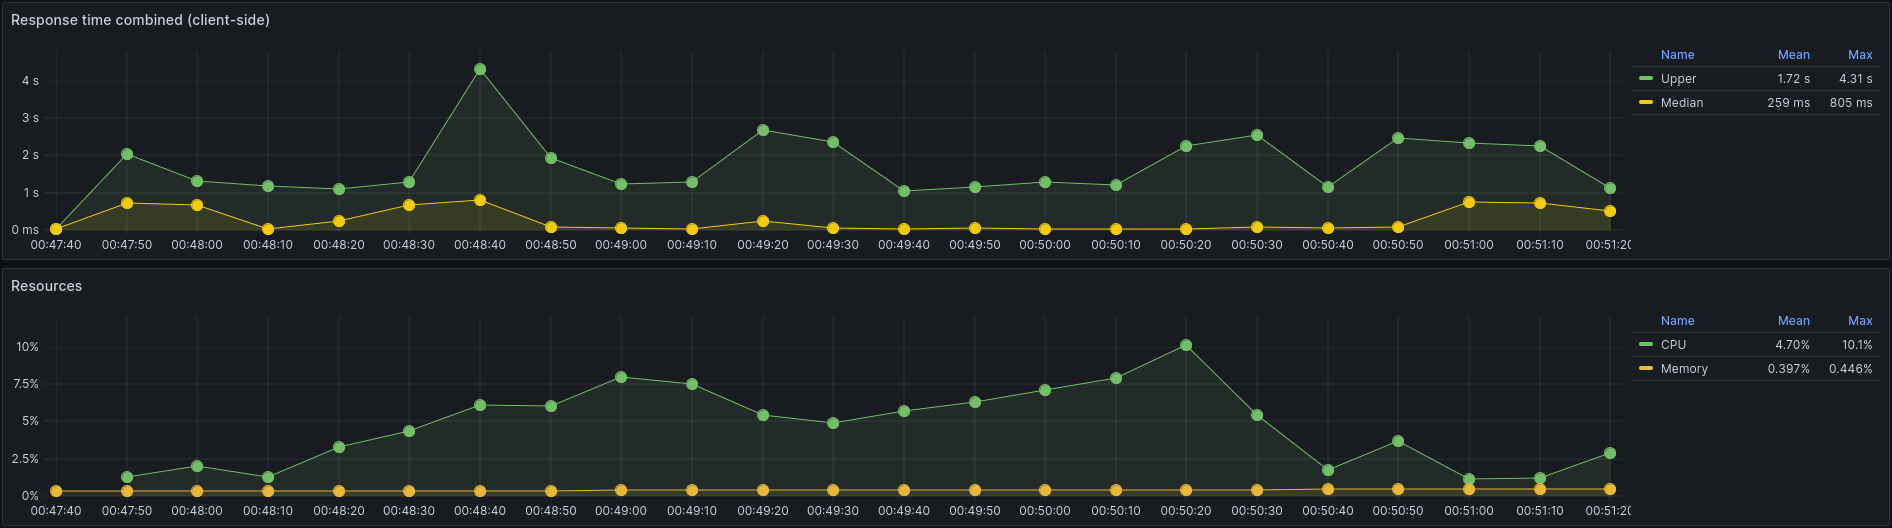 Response time combined (client-side)
Name Mean Max
4 s
Upper 1.72 s 4.31 s
Median 259 ms 805 ms
3 s
2 s
1 s
0 ms
00:47:40 00:47:50 00:48:00 00:48:10 00:48:20 00:48:30 00:48:40 00:48:50 00:49:00 00:49:10 00:49:20 00:49:30 00:49:40 00:49:50 00:50:00 00:50:10 00:50:20 00:50:30 00:50:40 00:50:50 00:51:00 00:51:10 00:51:20
Resources
Name Mean Max
10%
CPU 4.70% 10.1%
Memory 0.397% 0.446%
7.5%
5%
2.5%
0%
00:47:40 00:47:50 00:48:00 00:48:10 00:48:20 00:48:30 00:48:40 00:48:50 00:49:00 00:49:10 00:49:20 00:49:30 00:49:40 00:49:50 00:50:00 00:50:10 00:50:20 00:50:30 00:50:40 00:50:50 00:51:00 00:51:10 00:51:20